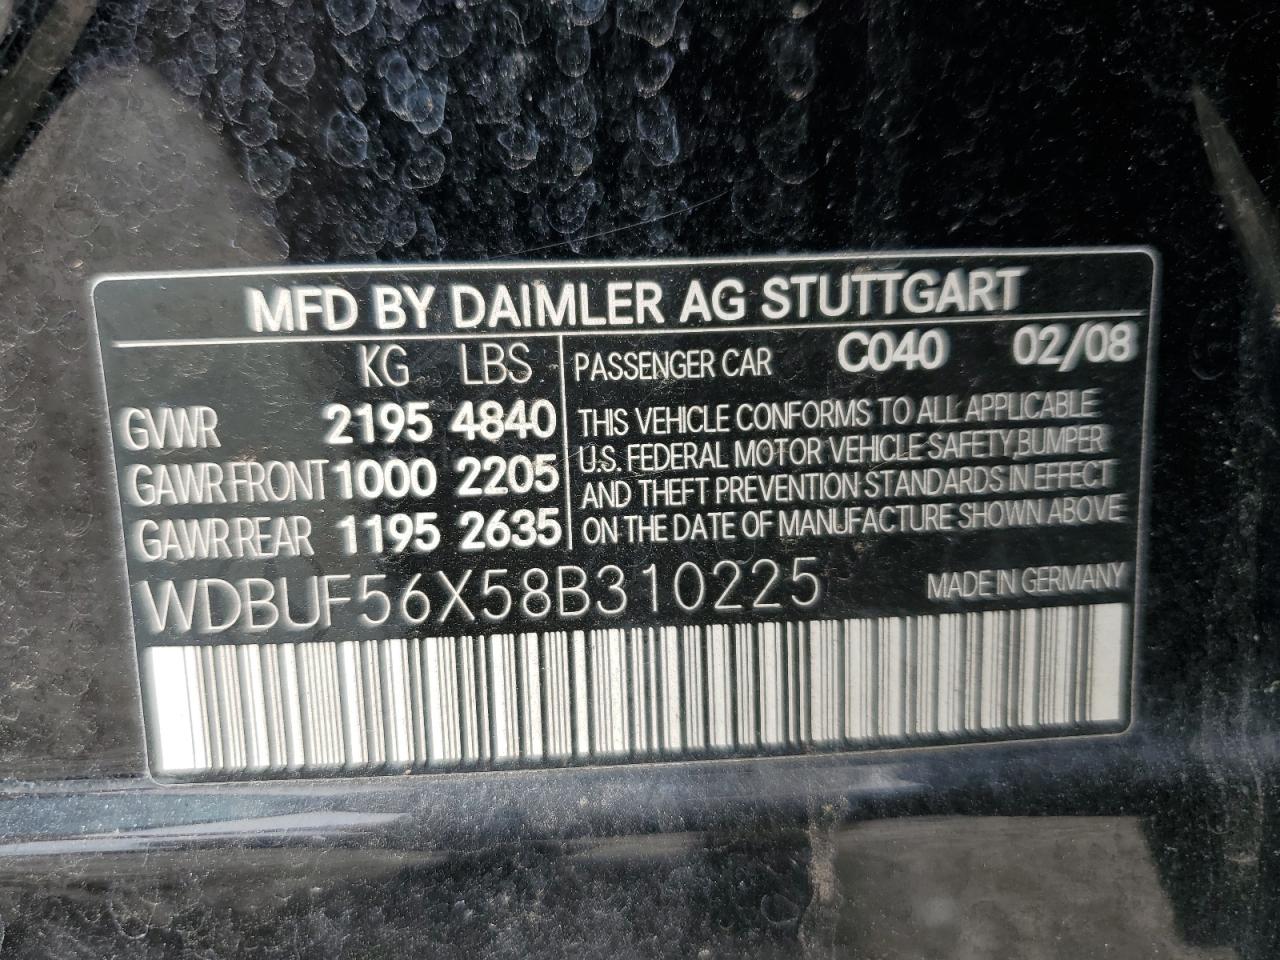 MFD BY DAIMLER AG STUTTGART
KG LBS
GVWR 2195 4840
GAWR FRONT 1000 2205
GAWR REAR 1195 2635
PASSENGER CAR C040 02/08
THIS VEHICLE CONFORMS TO ALL APPLICABLE
U.S. FEDERAL MOTOR VEHICLE SAFETY,BUMPER
AND THEFT PREVENTION STANDARDS IN EFFECT
ON THE DATE OF MANUFACTURE SHOWN ABOVE
WDBUF56X58B310225 MADE IN GERMANY